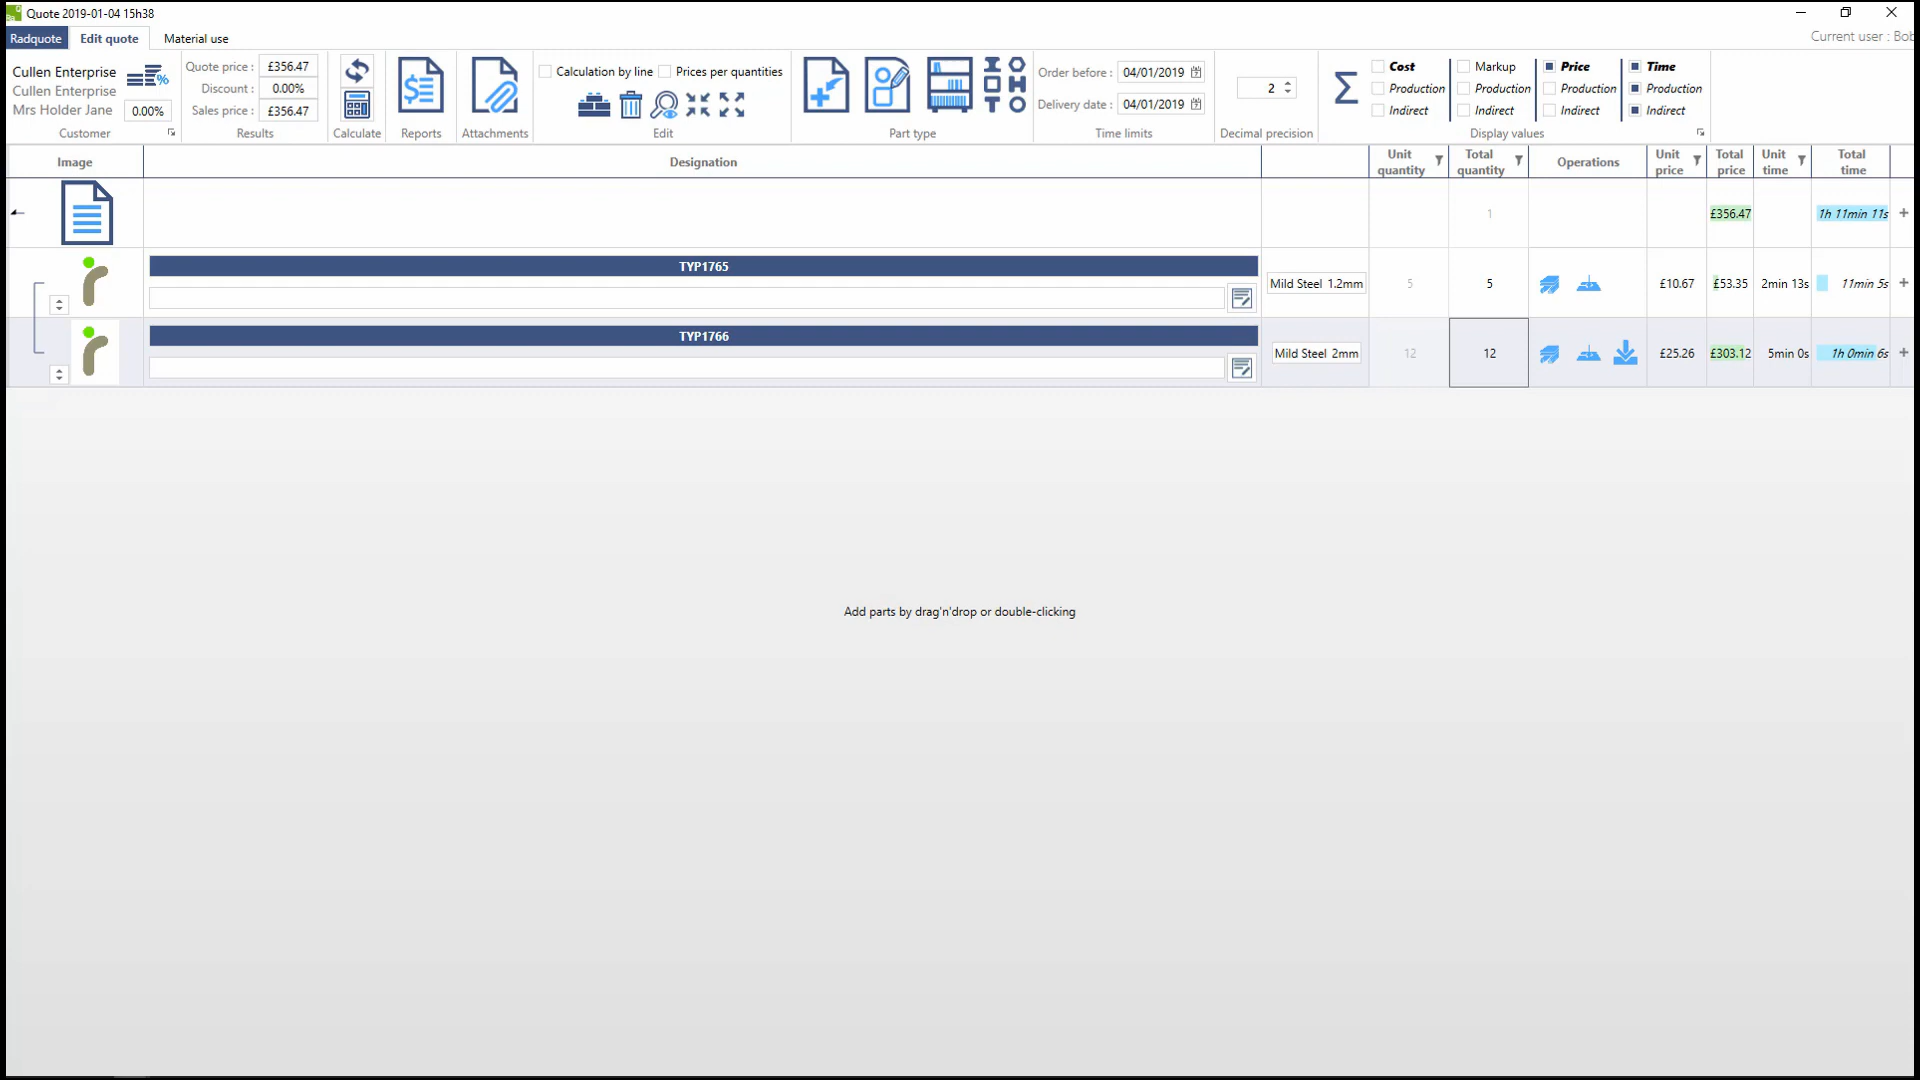 Quote 2019-01-04 15h38
Radquote Edit quote Material use
Current user : Bob
Cullen Enterprise
Cullen Enterprise
Mrs Holder Jane 0.00%
Customer
Quote price : £356.47
Discount : 0.00%
Sales price : £356.47
Results
Calculate
Reports
Attachments
Calculation by line Prices per quantities
Edit
Part type
Order before : 04/01/2019
Delivery date : 04/01/2019
Time limits
2
Decimal precision
Cost Markup Price Time
Production Production Production Production
Indirect Indirect Indirect Indirect
Display values
Image Designation Unit quantity Total quantity Operations Unit price Total price Unit time Total time
1 £356.47 1h 11min 11s
TYP1765
Mild Steel 1.2mm 5 5 £10.67 £53.35 2min 13s 11min 5s
TYP1766
Mild Steel 2mm 12 12 £25.26 £303.12 5min 0s 1h 0min 6s
Add parts by drag'n'drop or double-clicking